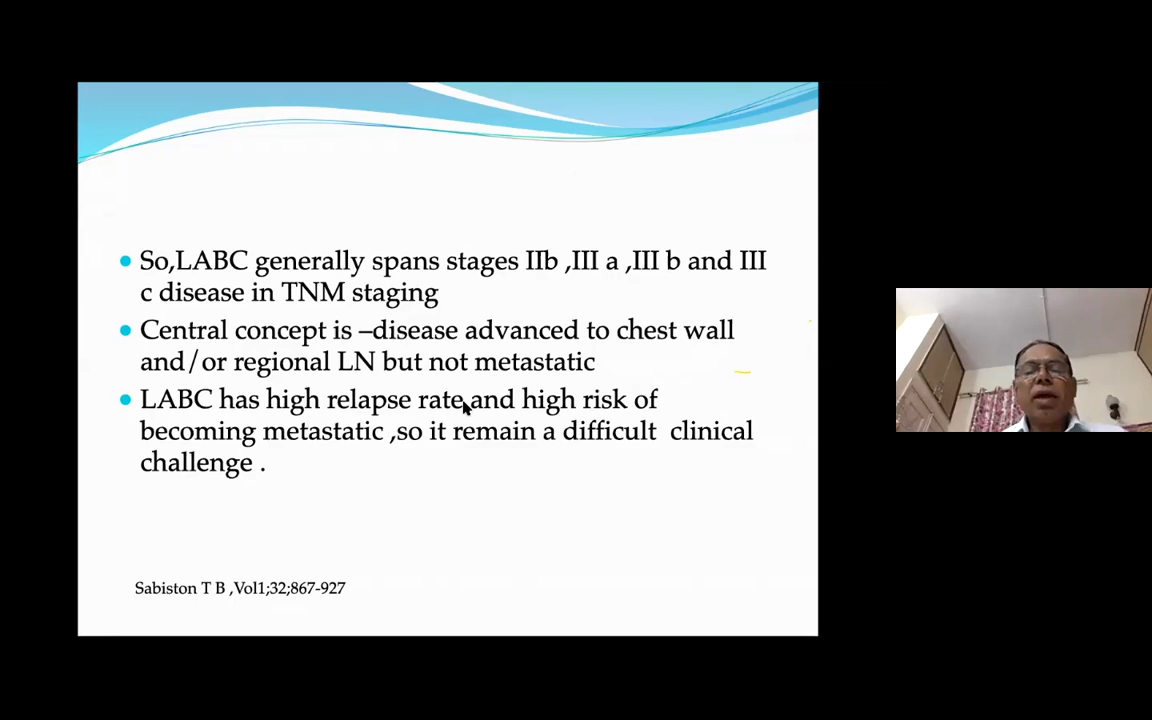 So,LABC generally spans stages IIb ,III a ,III b and III
c disease in TNM staging
Central concept is –disease advanced to chest wall
and/or regional LN but not metastatic
LABC has high relapse rate and high risk of
becoming metastatic ,so it remain a difficult clinical
challenge .
Sabiston T B ,Vol1;32;867-927